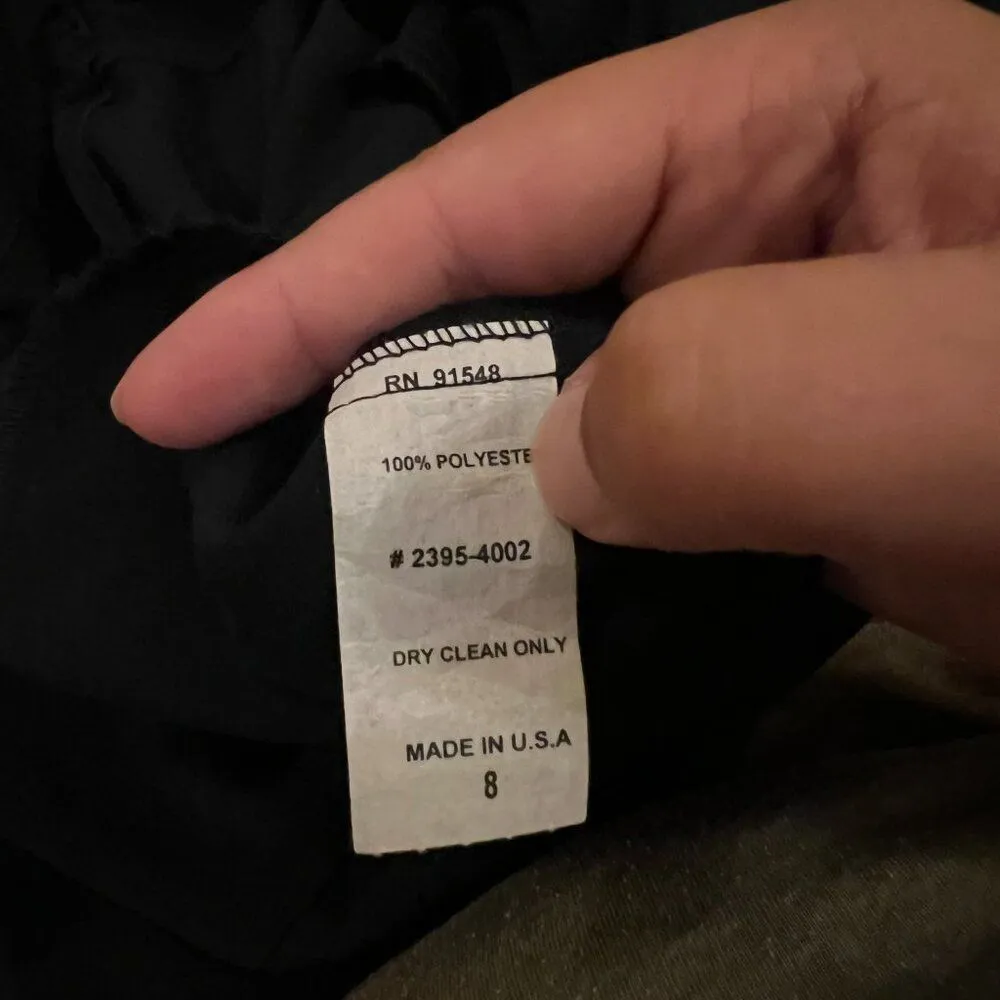 RN 91548
100% POLYESTE
# 2395-4002
DRY CLEAN ONLY
MADE IN U.S.A
8